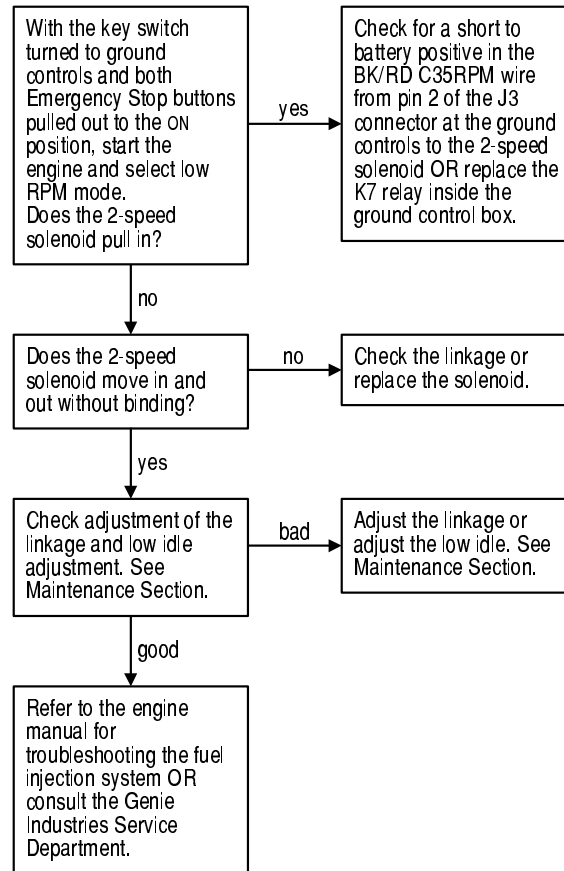 With the key switch
turned to ground
controls and both
Emergency Stop buttons
pulled out to the ON
position, start the
engine and select low
RPM mode.
Does the 2-speed
solenoid pull in?
yes
Check for a short to
battery positive in the
BK/RD C35RPM wire
from pin 2 of the J3
connector at the ground
controls to the 2-speed
solenoid OR replace the
K7 relay inside the
ground control box.
no
Does the 2-speed
solenoid move in and
out without binding?
no
Check the linkage or
replace the solenoid.
yes
Check adjustment of the
linkage and low idle
adjustment. See
Maintenance Section.
bad
Adjust the linkage or
adjust the low idle. See
Maintenance Section.
good
Refer to the engine
manual for
troubleshooting the fuel
injection system OR
consult the Genie
Industries Service
Department.